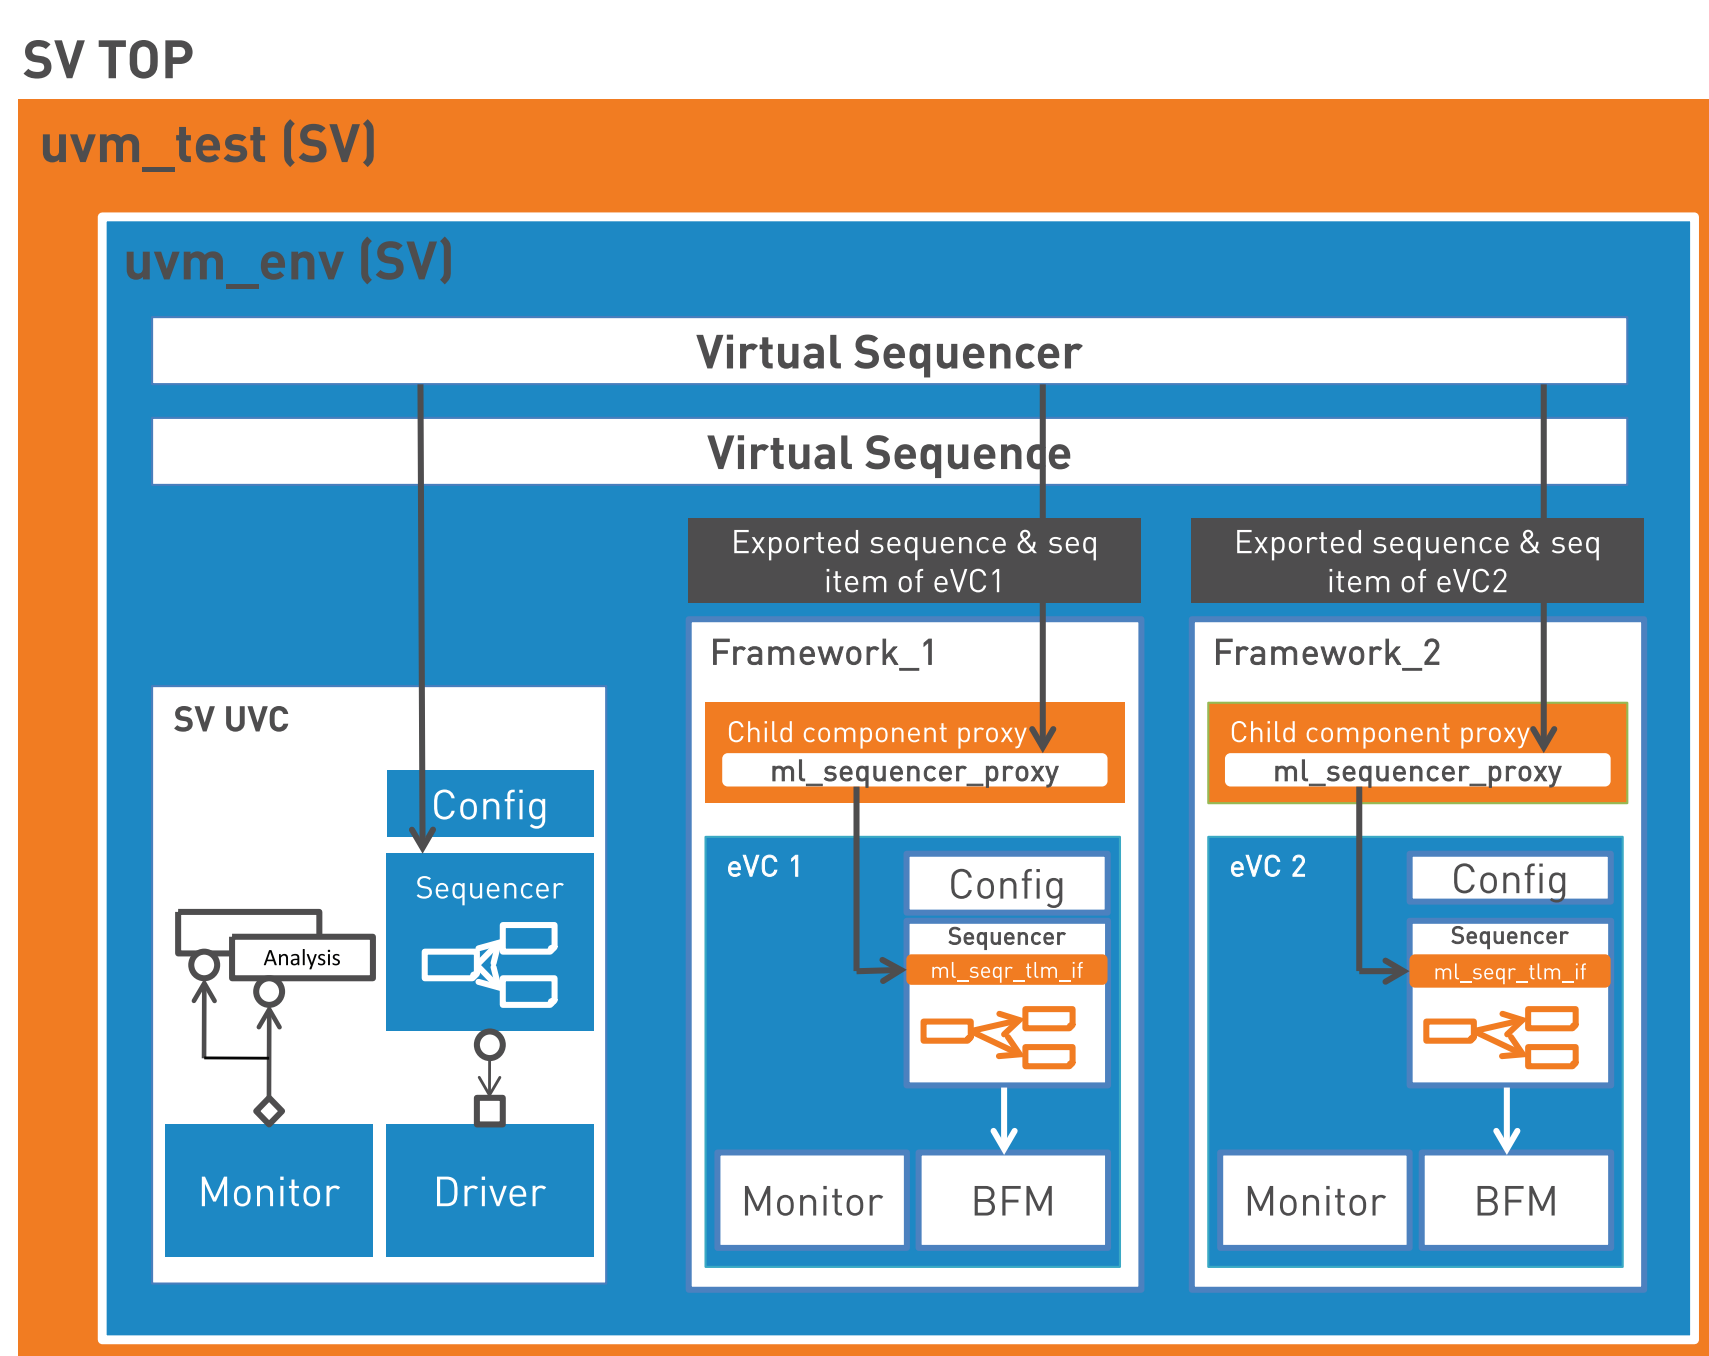 SV TOP
uvm_test (SV)
uvm_env (SV)
Virtual Sequencer
Virtual Sequence
Exported sequence & seq
item of eVC1
Exported sequence & seq
item of eVC2
SV UVC
Config
Sequencer
Analysis
Monitor
Driver
Framework_1
Child component proxy
ml_sequencer_proxy
eVC 1
Config
Sequencer
ml_seqr_tlm_if
Monitor
BFM
Framework_2
Child component proxy
ml_sequencer_proxy
eVC 2
Config
Sequencer
ml_seqr_tlm_if
Monitor
BFM